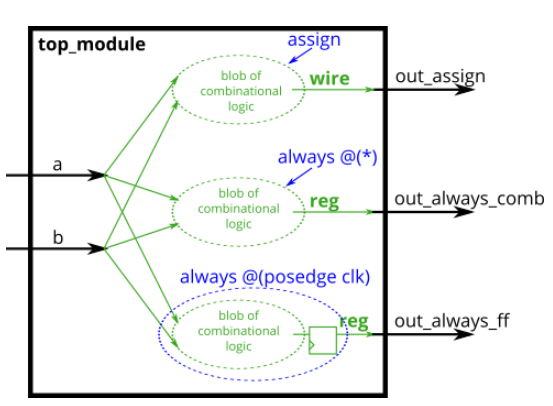 top_module
assign
blob of
combinational
logic
wire
out_assign
a
always @(*)
blob of
combinational
logic
reg
out_always_comb
b
always @(posedge clk)
blob of
combinational
logic
reg
out_always_ff